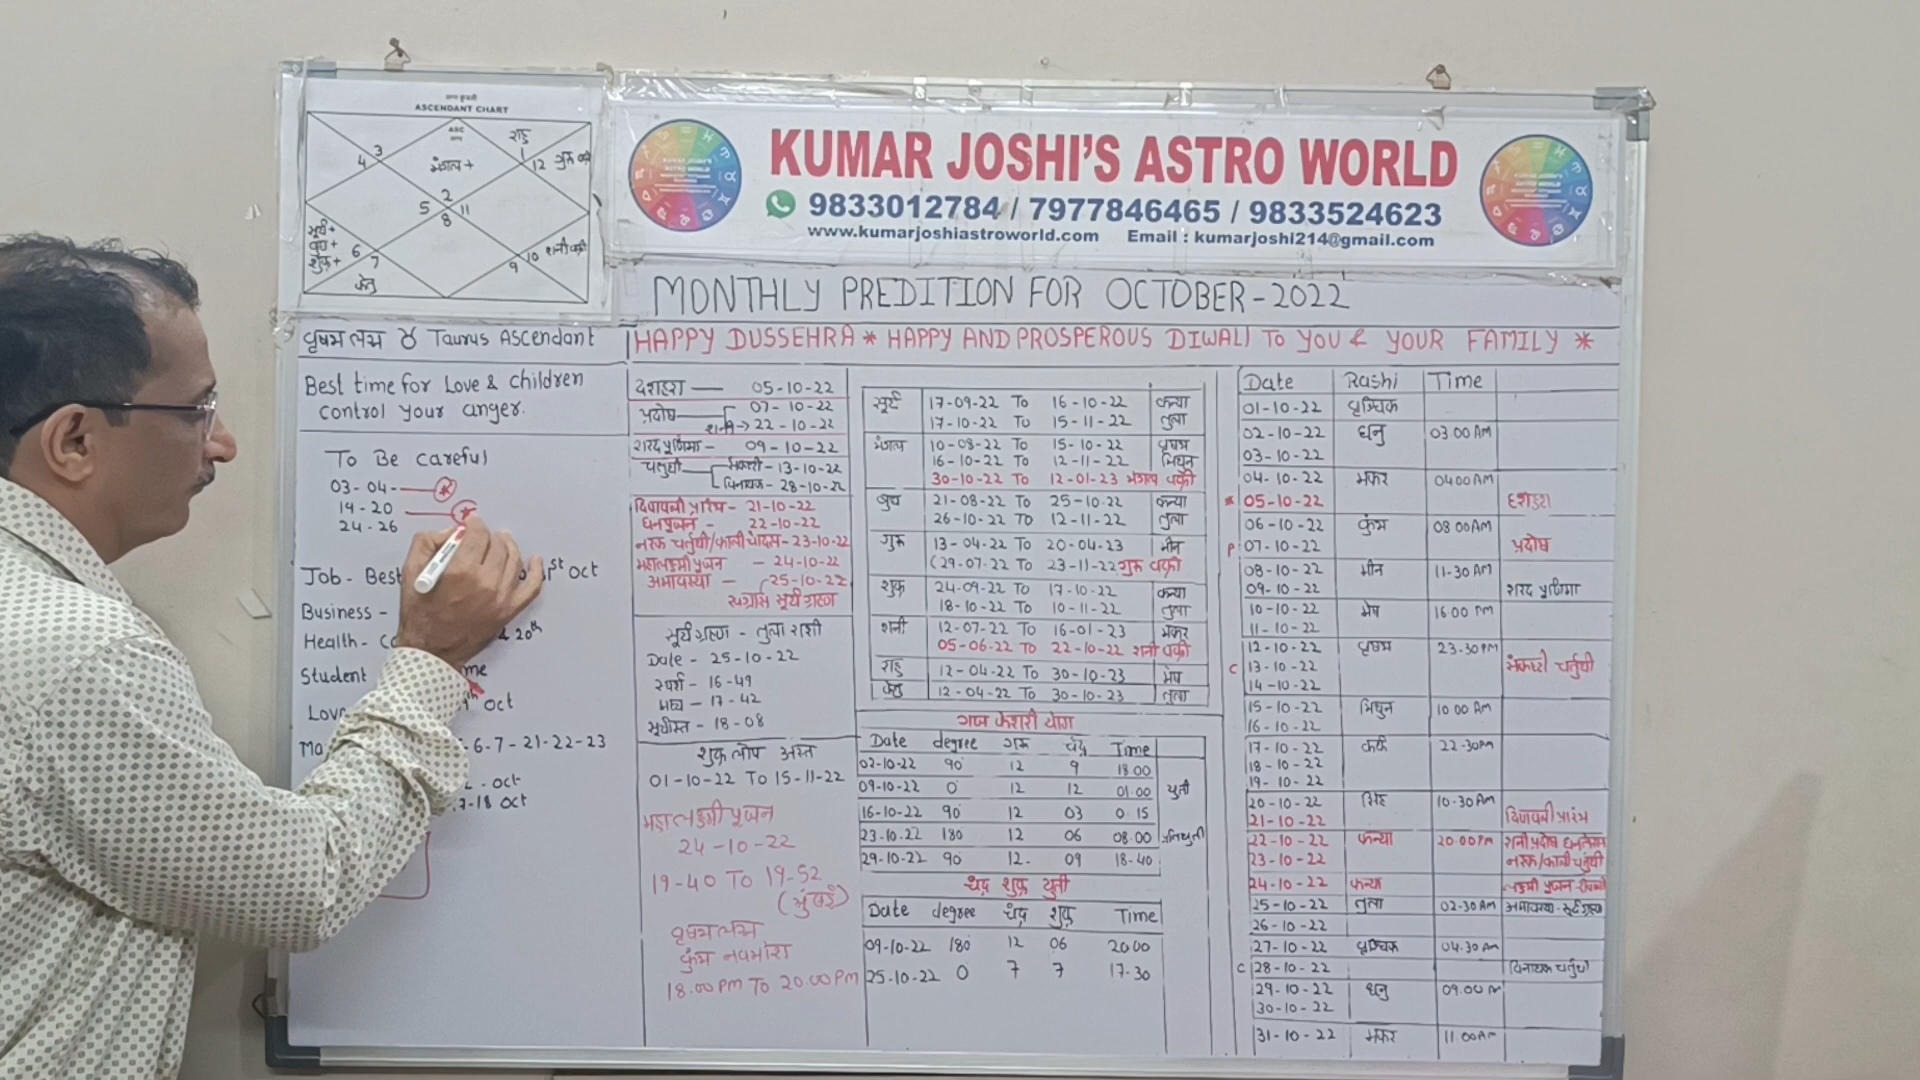 लग्न कुंडली
ASCENDANT CHART
ASC
लग्न
राहु
3
4
मंगल +
1
12 गुरु वक्री
2
5
11
8
सूर्य +
बुध +
शुक्र +
6
7
केतु
9
10 शनी वक्री
KUMAR JOSHI'S ASTRO WORLD
9833012784 / 7977846465 / 9833524623
www.kumarjoshiastroworld.com Email : kumarjoshi214@gmail.com
MONTHLY PREDITION FOR OCTOBER-2022
वृषभ लग्न ♉ Taurus Ascendant
HAPPY DUSSEHRA * HAPPY AND PROSPEROUS DIWALI TO YOU & YOUR FAMILY *
Best time for Love & children
control your anger.
To Be careful
03-04-
19-20
24-26
Job - Best
1st Oct
Business -
Health -
& 20th
Student
me
Love
th Oct
6-7-21-22-23
- oct
7-18 Oct
दशहरा — 05-10-22
प्रदोष 07-10-22
शनी → 22-10-22
शरद पुर्णिमा - 09-10-22
चतुर्थी संकष्टी - 13-10-22
विनायक - 28-10-22
दिपावली प्रारंभ - 21-10-22
धनपुजन - 22-10-22
नरक चर्तुथी/काली चौदस - 23-10-22
महालक्ष्मी पुजन - 24-10-22
अमावस्या - 25-10-22
खग्रास सूर्य ग्रहण
सूर्य ग्रहण - तुला राशी
Date - 25-10-22
स्पर्श - 16-49
मध्य - 17-42
सूर्यास्त - 18-08
शुक्र लोप अस्त
01-10-22 TO 15-11-22
महालक्ष्मी पूजन
24-10-22
19-40 TO 19-52
(मुंबई)
वृषभ लग्न
कुंभ नवमांश
18.00 PM TO 20.00 PM
सूर्य 17-09-22 To 16-10-22 कन्या
17-10-22 To 15-11-22 तुला
मंगल 10-08-22 To 15-10-22 वृषभ
16-10-22 To 12-11-22 मिथुन
30-10-22 To 12-01-23 मंगल वक्री
बुध 21-08-22 To 25-10-22 कन्या
26-10-22 TO 12-11-22 तुला
गुरु 13-04-22 TO 20-04-23 मीन
(29-07-22 To 23-11-22 गुरु वक्री
शुक्र 24-09-22 To 17-10-22 कन्या
18-10-22 To 10-11-22 तुला
शनी 12-07-22 To 16-01-23 मकर
05-06-22 To 22-10-22 शनी वक्री
राहु 12-04-22 To 30-10-23 मेष
केतु 12-04-22 To 30-10-23 तुला
गज केशरी योग
Date degree गुरु चंद्र Time
02-10-22 90° 12 9 18.00
09-10-22 0° 12 12 01.00 युती
16-10-22 90° 12 03 0.15
23-10-22 180 12 06 08.00 प्रतियुती
29-10-22 90° 12. 09 18-40
चंद्र शुक्र युती
Date degree चंद्र शुक्र Time
09-10-22 180 12 06 20.00
25-10-22 0 7 7 17-30
Date Rashi Time
01-10-22 वृश्चिक
02-10-22 धनु 03.00 AM
03-10-22
04-10-22 मकर 04.00 AM
* 05-10-22 दशहरा
06-10-22 कुंभ 08.00 AM
P 07-10-22 प्रदोष
08-10-22 मीन 11-30 AM
09-10-22 शरद पुर्णिमा
10-10-22 मेष 16.00 PM
11-10-22
12-10-22 वृषभ 23.30 PM
C 13-10-22 संकष्टी चर्तुथी
14-10-22
15-10-22 मिथुन 10.00 AM
16-10-22
17-10-22 कर्क 22-30 PM
18-10-22
19-10-22
20-10-22 सिंह 10.30 AM
21-10-22 दिपावली प्रारंभ
22-10-22 कन्या 20.00 PM शनी प्रदोष
23-10-22 नरक/काली चर्तुथी
24-10-22 कन्या लक्ष्मी पुजन
25-10-22 तुला 02.30 AM अमावस्या - सूर्य ग्रहण
26-10-22
27-10-22 वृश्चिक 04.30 AM
C 28-10-22 विनायक चर्तुथी
29-10-22 धनु 09.00
30-10-22
31-10-22 मकर 11.00 AM